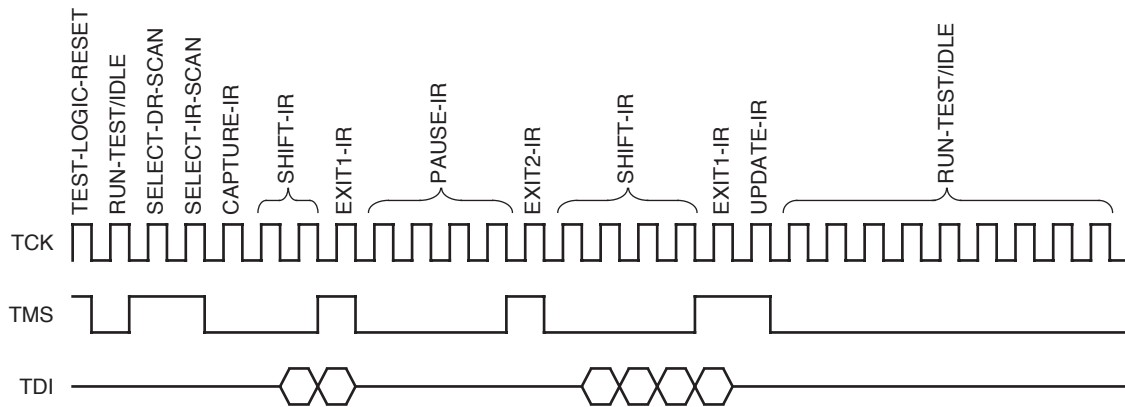 TEST-LOGIC-RESET
RUN-TEST/IDLE
SELECT-DR-SCAN
SELECT-IR-SCAN
CAPTURE-IR
SHIFT-IR
EXIT1-IR
PAUSE-IR
EXIT2-IR
SHIFT-IR
EXIT1-IR
UPDATE-IR
RUN-TEST/IDLE
TCK
TMS
TDI